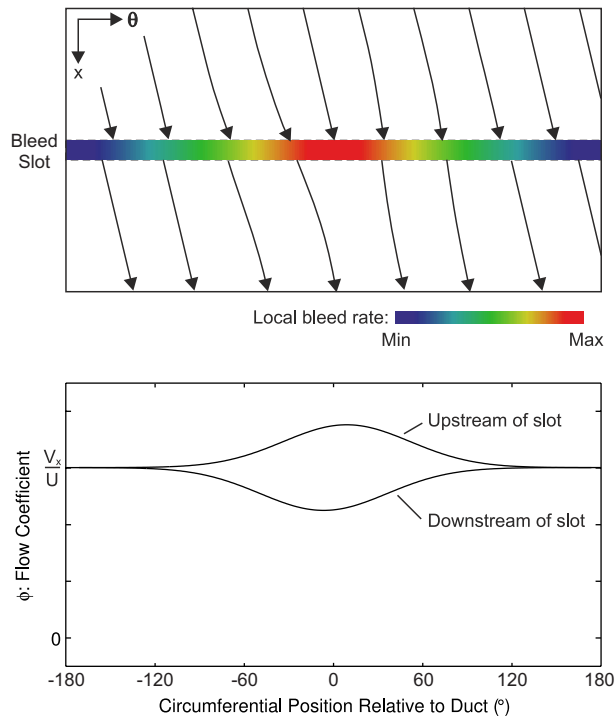 θ
x
Bleed
Slot
Local bleed rate:
Min Max
Upstream of slot
Downstream of slot
V_x
U
0
ϕ: Flow Coefficient
-180 -120 -60 0 60 120 180
Circumferential Position Relative to Duct (°)